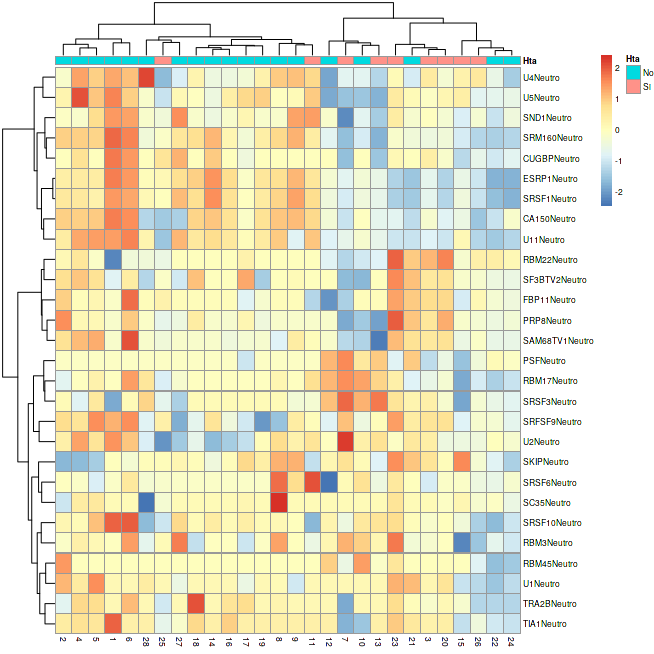 Hta
U4Neutro
U5Neutro
SND1Neutro
SRM160Neutro
CUGBPNeutro
ESRP1Neutro
SRSF1Neutro
CA150Neutro
U11Neutro
RBM22Neutro
SF3BTV2Neutro
FBP11Neutro
PRP8Neutro
SAM68TV1Neutro
PSFNeutro
RBM17Neutro
SRSF3Neutro
SRFSF9Neutro
U2Neutro
SKIPNeutro
SRSF6Neutro
SC35Neutro
SRSF10Neutro
RBM3Neutro
RBM45Neutro
U1Neutro
TRA2BNeutro
TIA1Neutro
2 4 5 1 6 28 25 27 18 14 16 17 19 8 9 11 12 7 10 13 23 21 3 20 15 26 22 24
2
1
0
-1
-2
Hta
No
SI